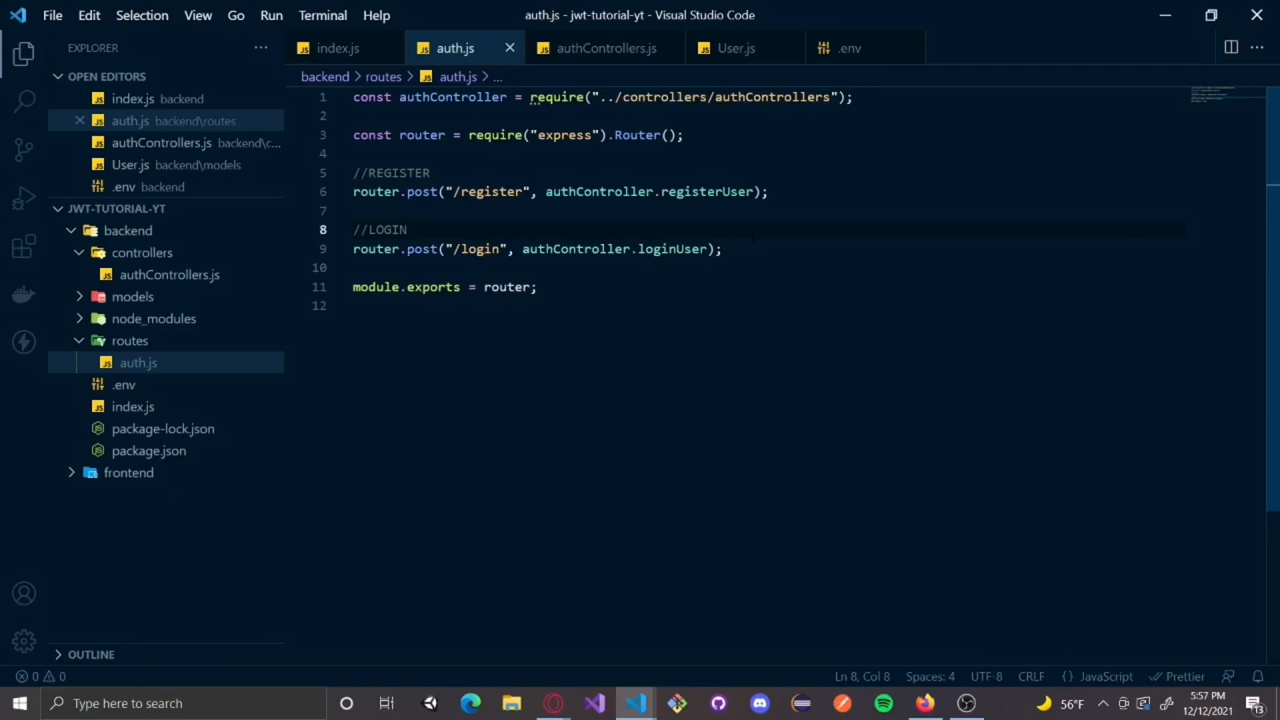 File Edit Selection View Go Run Terminal Help
auth.js - jwt-tutorial-yt - Visual Studio Code
EXPLORER
OPEN EDITORS
index.js backend
auth.js backend\routes
authControllers.js backend\c...
User.js backend\models
.env backend
JWT-TUTORIAL-YT
backend
controllers
authControllers.js
models
node_modules
routes
auth.js
.env
index.js
package-lock.json
package.json
frontend
OUTLINE
index.js auth.js authControllers.js User.js .env
backend > routes > auth.js > ...
1 const authController = require("../controllers/authControllers");
2
3 const router = require("express").Router();
4
5 //REGISTER
6 router.post("/register", authController.registerUser);
7
8 //LOGIN
9 router.post("/login", authController.loginUser);
10
11 module.exports = router;
12
0 0
Ln 8, Col 8 Spaces: 4 UTF-8 CRLF {} JavaScript Prettier
Type here to search
56°F
5:57 PM
12/12/2021
13